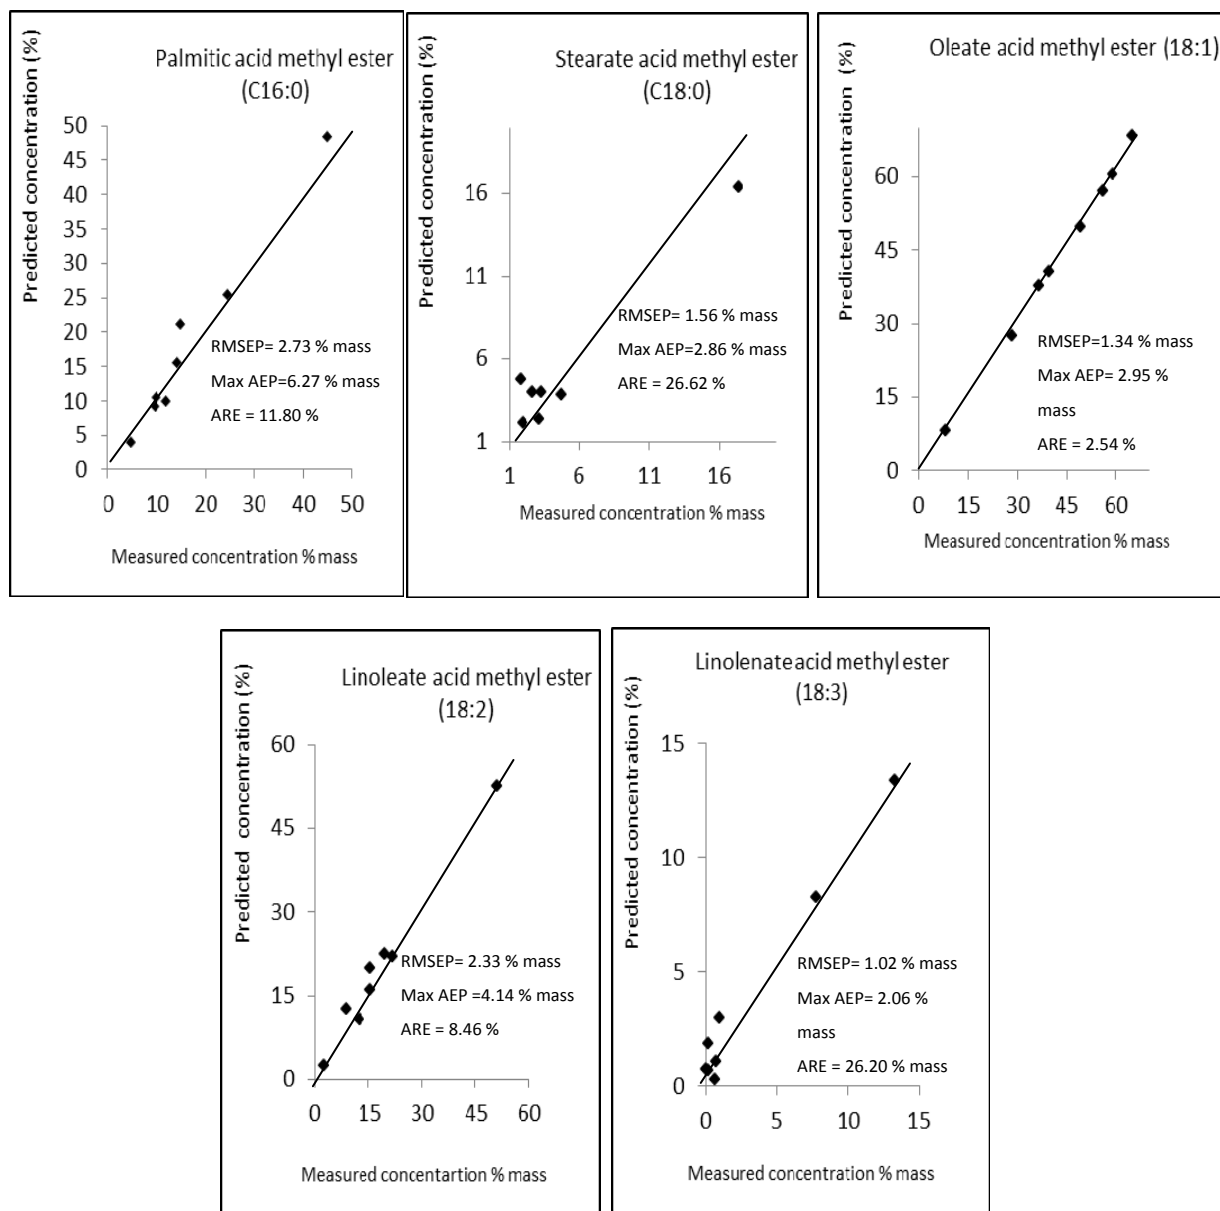 Palmitic acid methyl ester
(C16:0)
Predicted concentration (%)
50
45
40
35
30
25
20
15
10
5
0
RMSEP= 2.73 % mass
Max AEP=6.27 % mass
ARE = 11.80 %
0 10 20 30 40 50
Measured concentration % mass
Stearate acid methyl ester
(C18:0)
Predicted concentration (%)
16
11
6
1
RMSEP= 1.56 % mass
Max AEP=2.86 % mass
ARE = 26.62 %
1 6 11 16
Measured concentration % mass
Oleate acid methyl ester (18:1)
Predicted concentration (%)
60
45
30
15
0
RMSEP=1.34 % mass
Max AEP= 2.95 %
mass
ARE = 2.54 %
0 15 30 45 60
Measured concentration % mass
Linoleate acid methyl ester
(18:2)
Predicted concentration (%)
60
45
30
15
0
RMSEP= 2.33 % mass
Max AEP =4.14 % mass
ARE = 8.46 %
0 15 30 45 60
Measured concentartion % mass
Linolenate acid methyl ester
(18:3)
Predicted concentration (%)
15
10
5
0
RMSEP= 1.02 % mass
Max AEP= 2.06 %
mass
ARE = 26.20 % mass
0 5 10 15
Measured concentration % mass